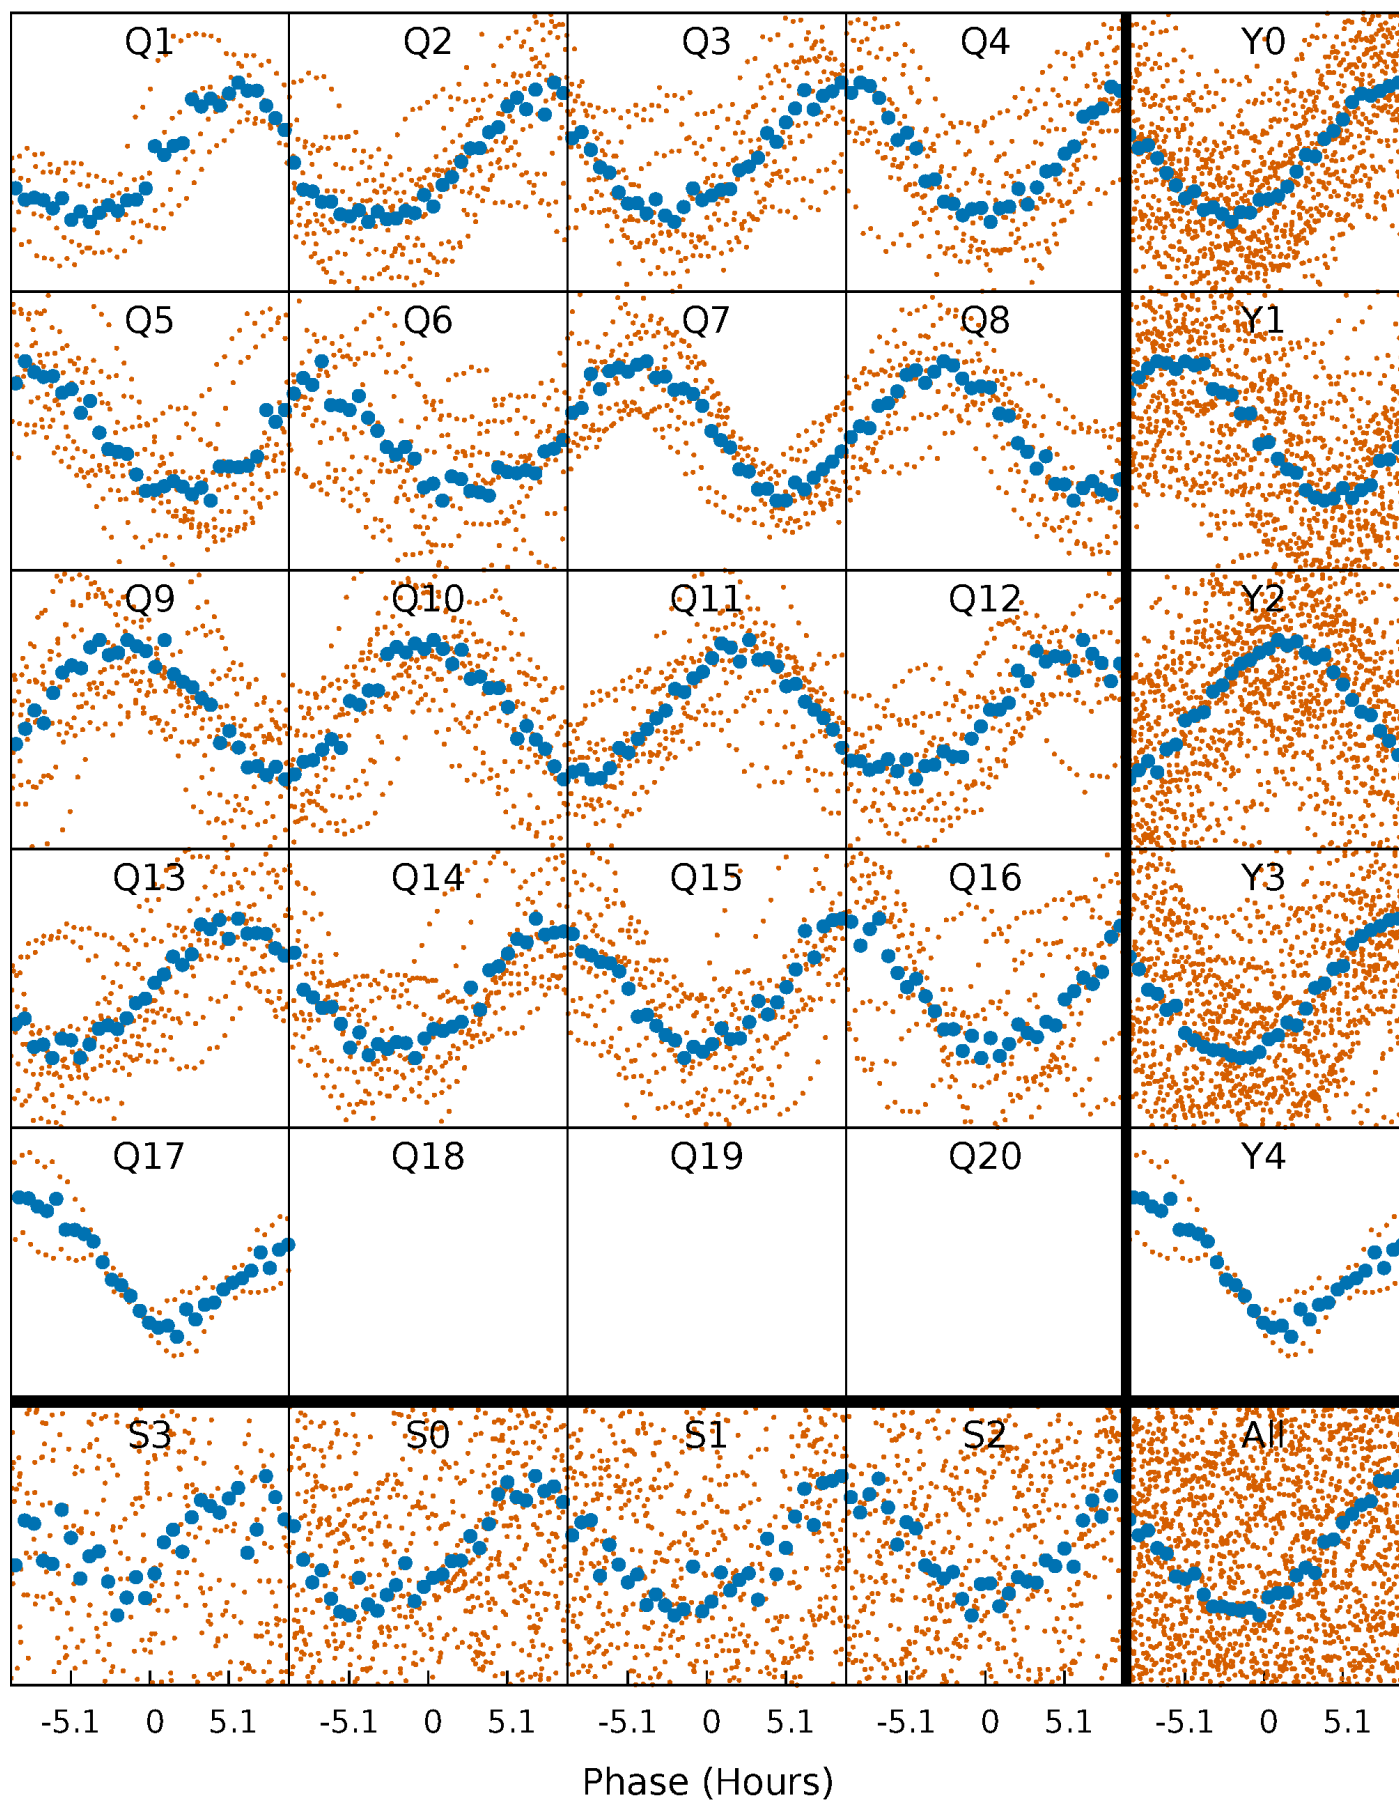 Q1 Q2 Q3 Q4 Y0
Q5 Q6 Q7 Q8 Y1
Q9 Q10 Q11 Q12 Y2
Q13 Q14 Q15 Q16 Y3
Q17 Q18 Q19 Q20 Y4
S3 S0 S1 S2 All
-5.1 0 5.1 -5.1 0 5.1 -5.1 0 5.1 -5.1 0 5.1 -5.1 0 5.1
Phase (Hours)